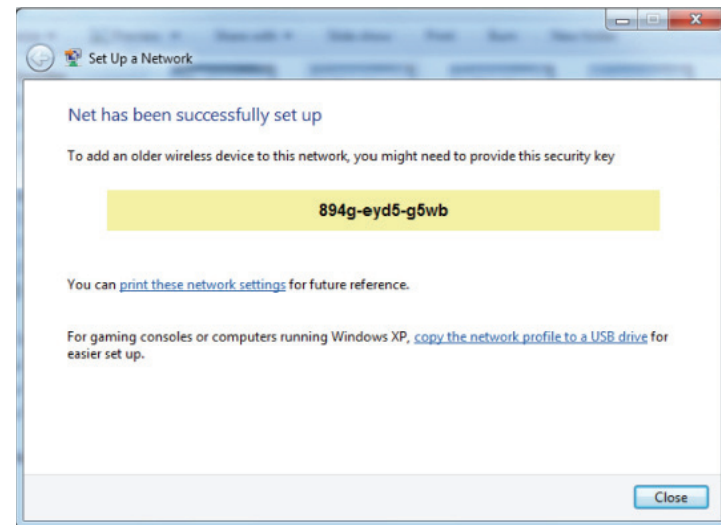 Set Up a Network
Net has been successfully set up
To add an older wireless device to this network, you might need to provide this security key
894g-eyd5-g5wb
You can print these network settings for future reference.
For gaming consoles or computers running Windows XP, copy the network profile to a USB drive for
easier set up.
Close